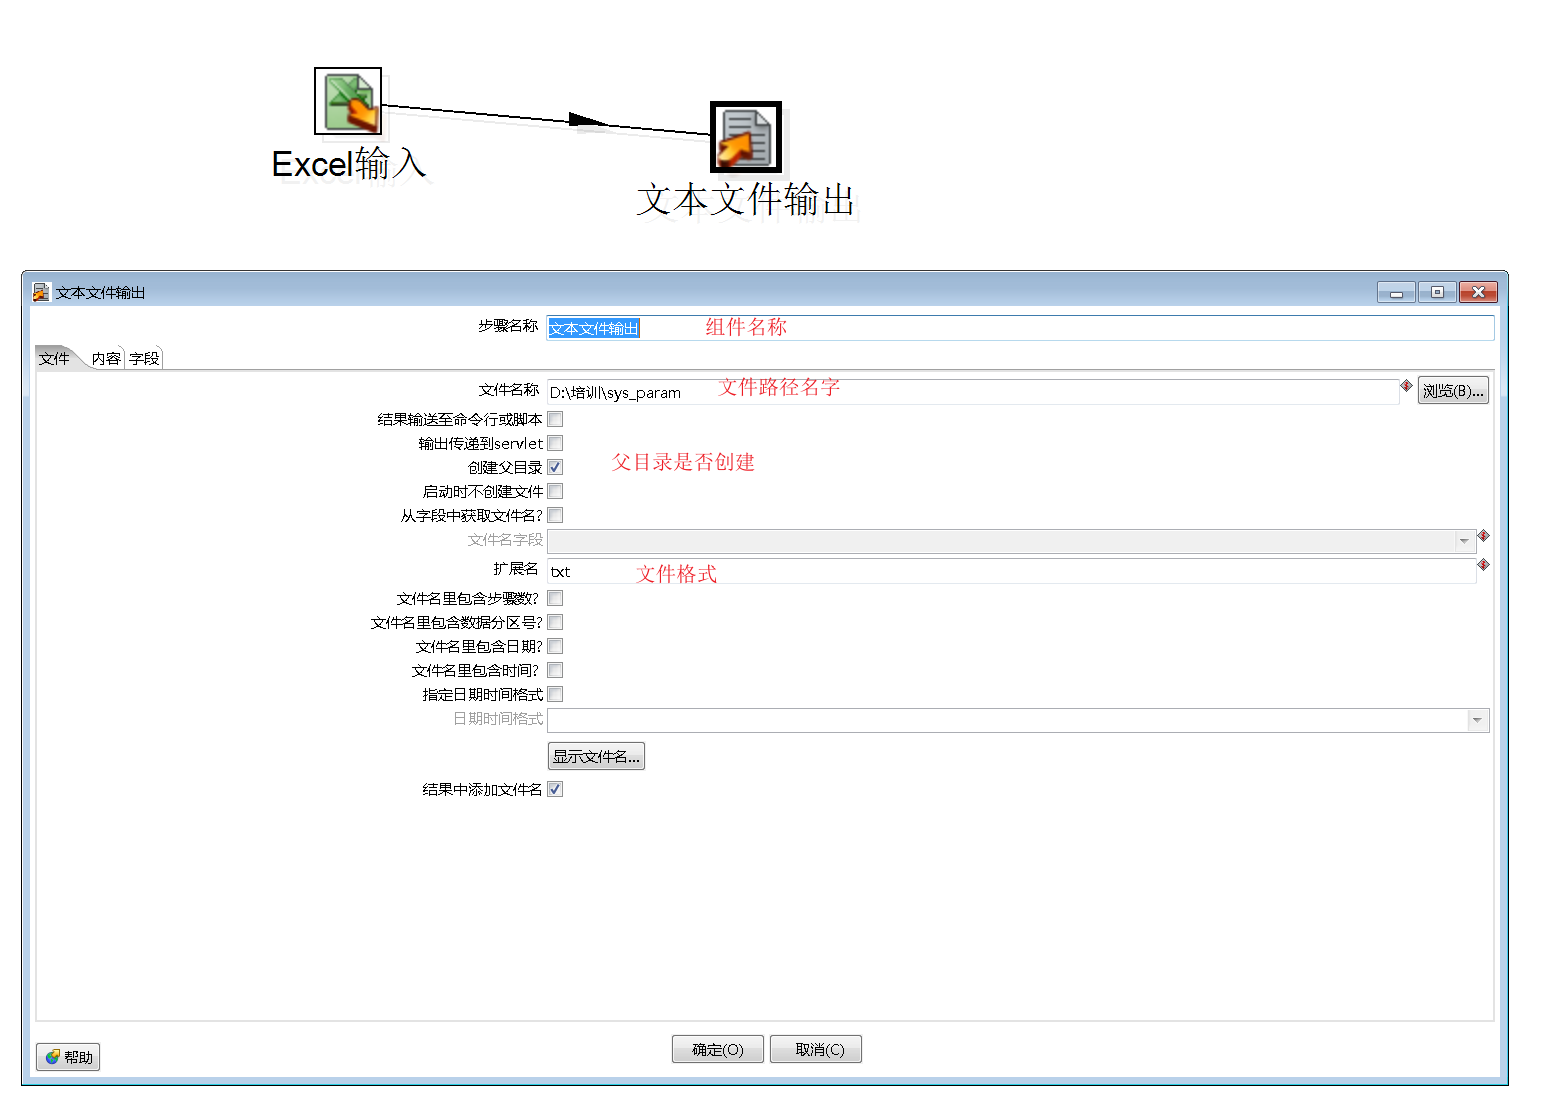 Excel输入
文本文件输出
文本文件输出
步骤名称 文本文件输出 组件名称
文件 内容 字段
文件名称 D:\培训\sys_param 文件路径名字 浏览(B)...
结果输送至命令行或脚本
输出传递到servlet
创建父目录 父目录是否创建
启动时不创建文件
从字段中获取文件名?
文件名字段
扩展名 txt 文件格式
文件名里包含步骤数?
文件名里包含数据分区号?
文件名里包含日期?
文件名里包含时间?
指定日期时间格式
日期时间格式
显示文件名...
结果中添加文件名
帮助 确定(O) 取消(C)